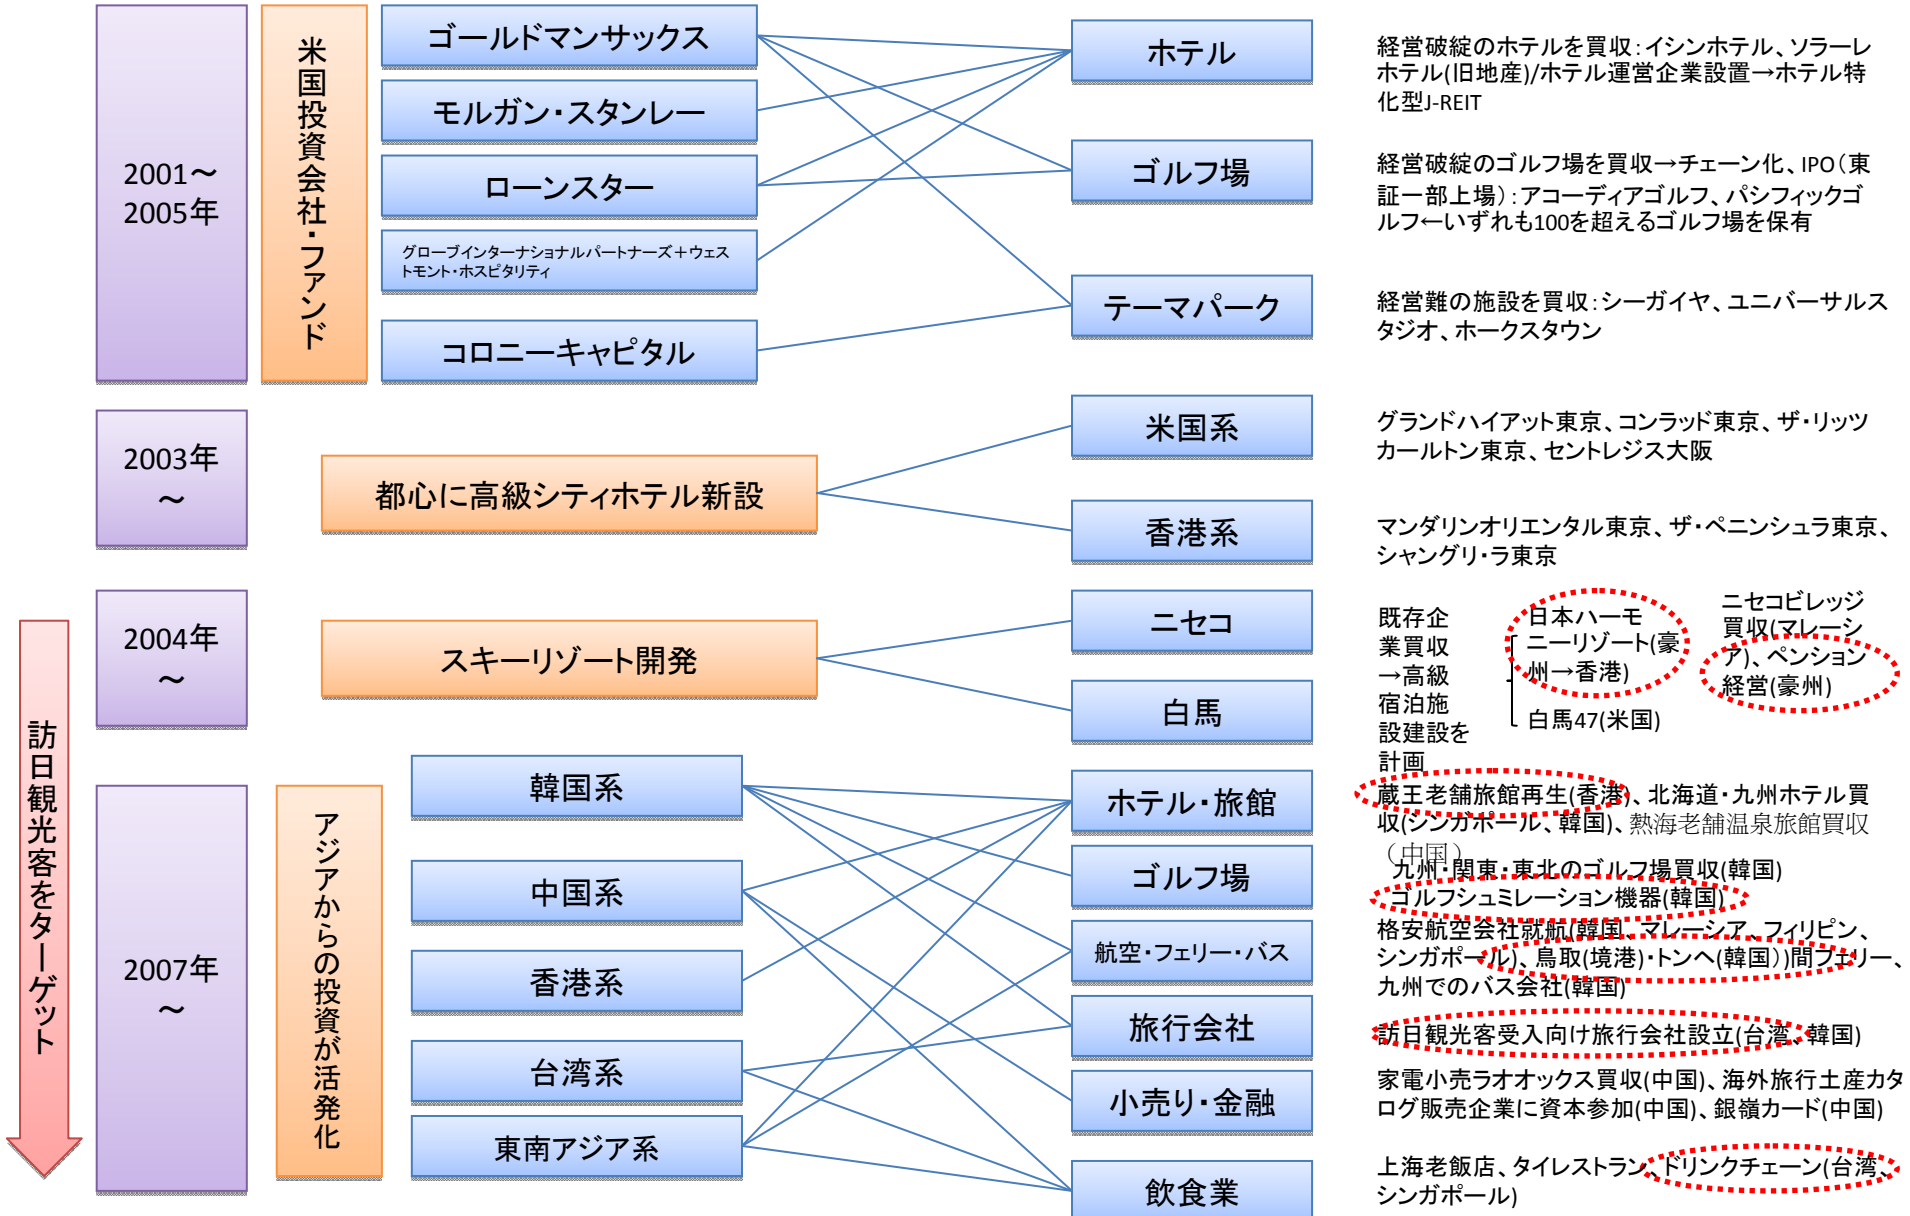 2001～
2005年
米国投資会社・ファンド
ゴールドマンサックス
モルガン・スタンレー
ローンスター
グローブインターナショナルパートナーズ＋ウェス
トモント・ホスピタリティ
コロニーキャピタル
ホテル
経営破綻のホテルを買収：イシンホテル、ソラーレ
ホテル(旧地産)/ホテル運営企業設置→ホテル特
化型J-REIT
ゴルフ場
経営破綻のゴルフ場を買収→チェーン化、IPO（東
証一部上場）：アコーディアゴルフ、パシフィックゴ
ルフ←いずれも100を超えるゴルフ場を保有
テーマパーク
経営難の施設を買収：シーガイヤ、ユニバーサルス
タジオ、ホークスタウン
2003年
～
都心に高級シティホテル新設
米国系
グランドハイアット東京、コンラッド東京、ザ・リッツ
カールトン東京、セントレジス大阪
香港系
マンダリンオリエンタル東京、ザ・ペニンシュラ東京、
シャングリ・ラ東京
2004年
～
スキーリゾート開発
ニセコ
白馬
既存企
業買収
→高級
宿泊施
設建設を
計画
日本ハーモ
ニーリゾート(豪
州→香港)
白馬47(米国)
ニセコビレッジ
買収(マレーシ
ア)、ペンション
経営(豪州)
訪日観光客をターゲット
2007年
～
アジアからの投資が活発化
韓国系
中国系
香港系
台湾系
東南アジア系
ホテル・旅館
蔵王老舗旅館再生(香港)、北海道・九州ホテル買
収(シンガポール、韓国)、熱海老舗温泉旅館買収
（中国）
ゴルフ場
九州・関東・東北のゴルフ場買収(韓国)
ゴルフシュミレーション機器(韓国)
航空・フェリー・バス
格安航空会社就航(韓国、マレーシア、フィリピン、
シンガポール)、鳥取(境港)・トンヘ(韓国))間フェリー、
九州でのバス会社(韓国)
旅行会社
訪日観光客受入向け旅行会社設立(台湾、韓国)
小売り・金融
家電小売ラオオックス買収(中国)、海外旅行土産カタ
ログ販売企業に資本参加(中国)、銀嶺カード(中国)
飲食業
上海老飯店、タイレストラン、ドリンクチェーン(台湾、
シンガポール)